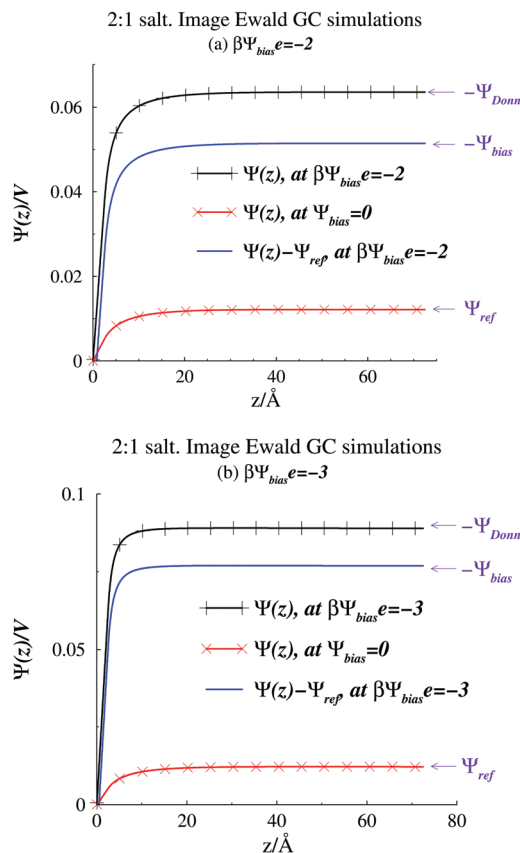 2:1 salt. Image Ewald GC simulations
(a) βΨbiase=−2
Ψ(z)/V
0.06
0.04
0.02
0
−ΨDonn
−Ψbias
Ψ(z), at βΨbiase=−2
Ψ(z), at Ψbias=0
Ψ(z)−Ψref, at βΨbiase=−2
Ψref
0 20 40 60
z/Å
2:1 salt. Image Ewald GC simulations
(b) βΨbiase=−3
Ψ(z)/V
0.1
0.05
0
−ΨDonn
−Ψbias
Ψ(z), at βΨbiase=−3
Ψ(z), at Ψbias=0
Ψ(z)−Ψref, at βΨbiase=−3
Ψref
0 20 40 60 80
z/Å